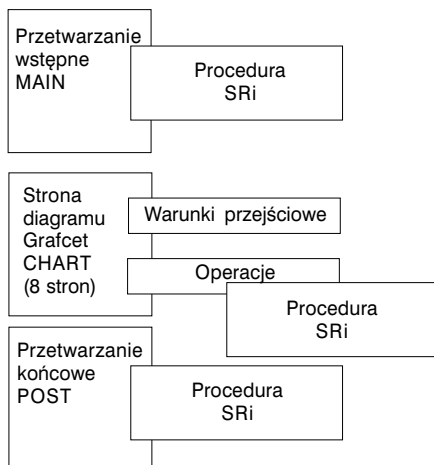 Przetwarzanie
wstępne
MAIN
Procedura
SRi
Strona
diagramu
Grafcet
CHART
(8 stron)
Warunki przejściowe
Operacje
Procedura
SRi
Przetwarzanie
końcowe
POST
Procedura
SRi